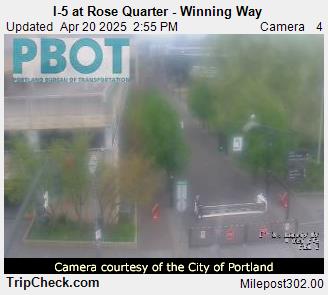 I-5 at Rose Quarter - Winning Way
Updated Apr 20 2025 2:55 PM Camera 4
PBOT
PORTLAND BUREAU OF TRANSPORTATION
Camera courtesy of the City of Portland
TripCheck.com Milepost302.00